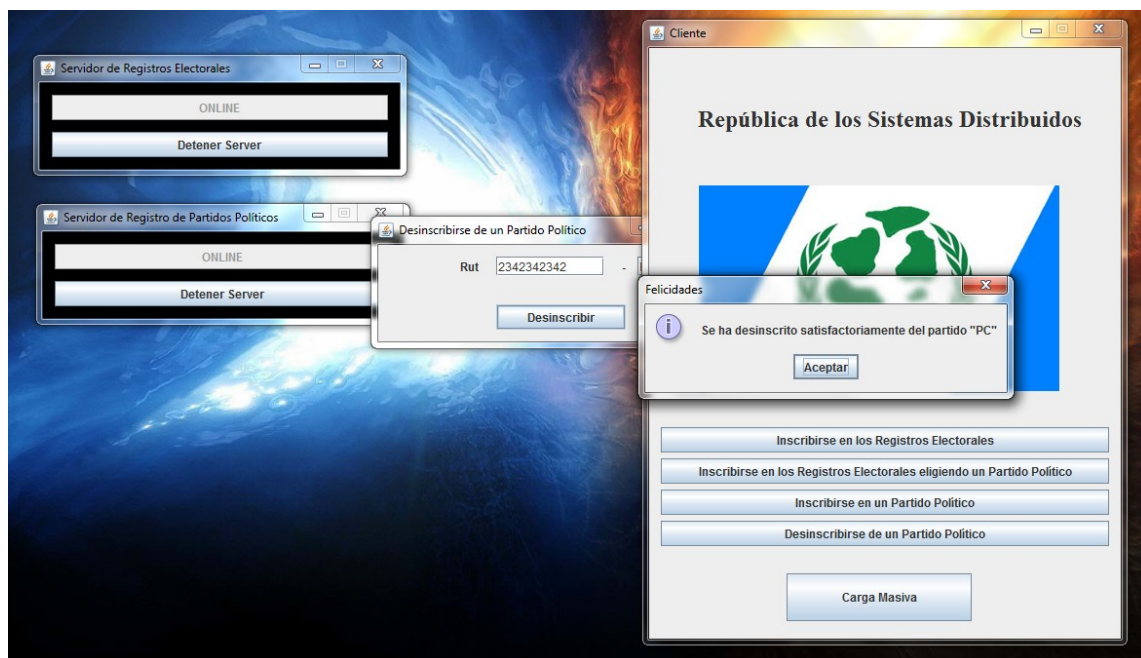 Servidor de Registros Electorales
ONLINE
Detener Server
Servidor de Registro de Partidos Políticos
ONLINE
Detener Server
Desinscribirse de un Partido Político
Rut 2342342342 -
Desinscribir
Cliente
República de los Sistemas Distribuidos
Felicidades
Se ha desinscrito satisfactoriamente del partido "PC"
Aceptar
Inscribirse en los Registros Electorales
Inscribirse en los Registros Electorales eligiendo un Partido Político
Inscribirse en un Partido Político
Desinscribirse de un Partido Político
Carga Masiva